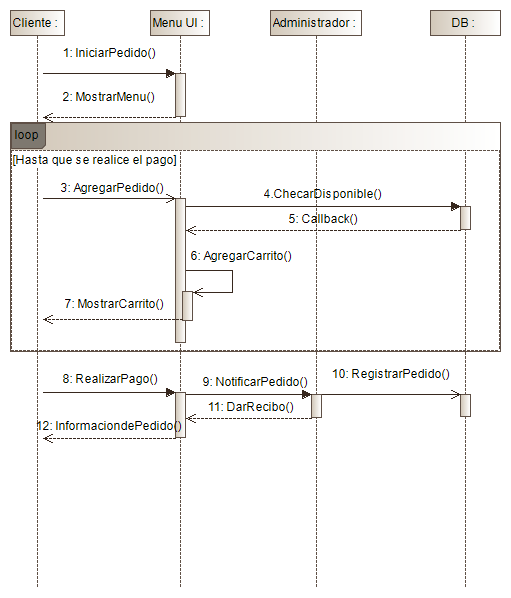 Cliente :
Menu UI :
Administrador :
DB :
1: IniciarPedido()
2: MostrarMenu()
loop
[Hasta que se realice el pago]
3: AgregarPedido()
4.ChecarDisponible()
5: Callback()
6: AgregarCarrito()
7: MostrarCarrito()
8: RealizarPago()
9: NotificarPedido()
10: RegistrarPedido()
11: DarRecibo()
12: InformaciondePedido()